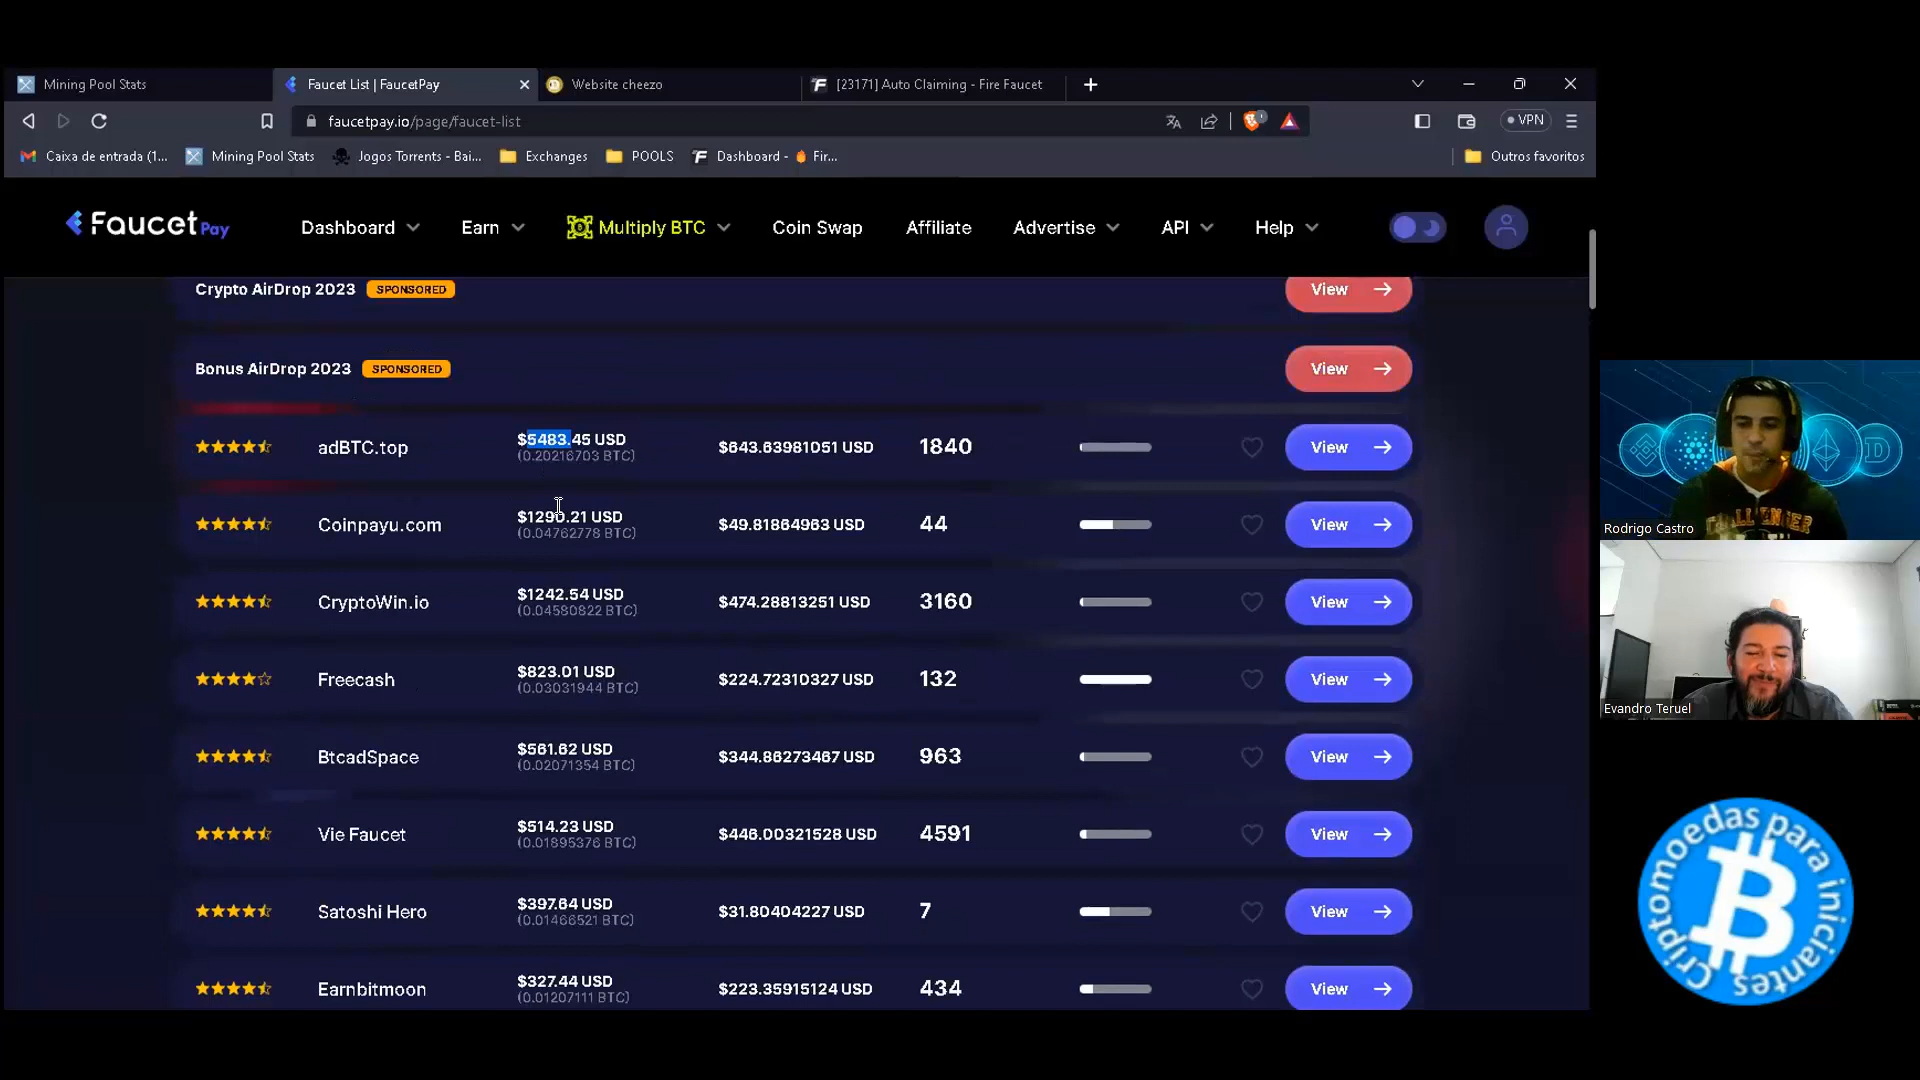 Mining Pool Stats
Faucet List | FaucetPay
Website cheezo
[23171] Auto Claiming - Fire Faucet
faucetpay.io/page/faucet-list
VPN
Caixa de entrada (1...
Mining Pool Stats
Jogos Torrents - Bai...
Exchanges
POOLS
Dashboard - 🔥 Fir...
Outros favoritos
FaucetPay
Dashboard
Earn
Multiply BTC
Coin Swap
Affiliate
Advertise
API
Help
Crypto AirDrop 2023 SPONSORED View
Bonus AirDrop 2023 SPONSORED View
adBTC.top $5483.45 USD $643.63981051 USD 1840 View
(0.20216703 BTC)
Coinpayu.com $1290.21 USD $49.81864963 USD 44 View
(0.04762778 BTC)
CryptoWin.io $1242.54 USD $474.28813251 USD 3160 View
(0.04580822 BTC)
Freecash $823.01 USD $224.72310327 USD 132 View
(0.03031944 BTC)
BtcadSpace $561.62 USD $344.86273467 USD 963 View
(0.02071354 BTC)
Vie Faucet $514.23 USD $446.00321528 USD 4591 View
(0.01895376 BTC)
Satoshi Hero $397.64 USD $31.80404227 USD 7 View
(0.01466521 BTC)
Earnbitmoon $327.44 USD $223.35915124 USD 434 View
(0.01207111 BTC)
Rodrigo Castro
Evandro Teruel
Criptomoedas para iniciantes